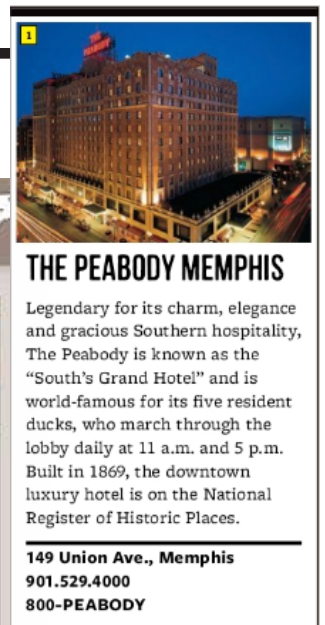 1
THE
PEABODY
THE PEABODY MEMPHIS
Legendary for its charm, elegance
and gracious Southern hospitality,
The Peabody is known as the
“South’s Grand Hotel” and is
world-famous for its five resident
ducks, who march through the
lobby daily at 11 a.m. and 5 p.m.
Built in 1869, the downtown
luxury hotel is on the National
Register of Historic Places.
149 Union Ave., Memphis
901.529.4000
800-PEABODY